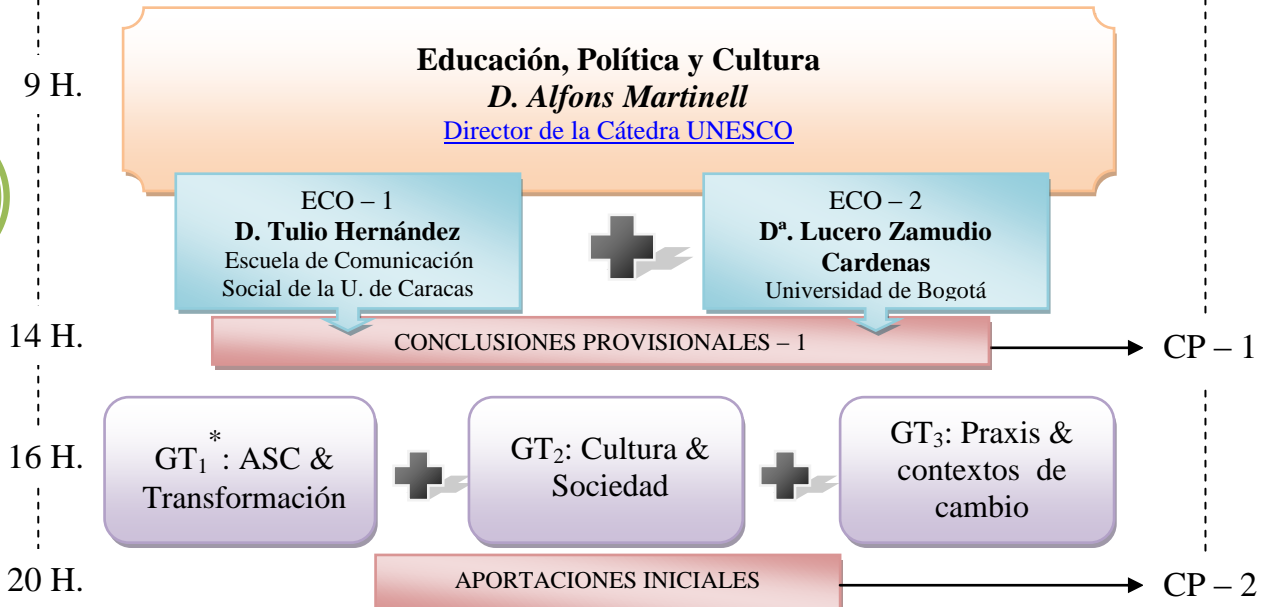 9 H.
Educación, Política y Cultura
D. Alfons Martinell
Director de la Cátedra UNESCO
ECO – 1
D. Tulio Hernández
Escuela de Comunicación
Social de la U. de Caracas
ECO – 2
Dª. Lucero Zamudio
Cardenas
Universidad de Bogotá
14 H.
CONCLUSIONES PROVISIONALES – 1
CP – 1
16 H.
GT₁*: ASC &
Transformación
GT₂: Cultura &
Sociedad
GT₃: Praxis &
contextos de
cambio
20 H.
APORTACIONES INICIALES
CP – 2